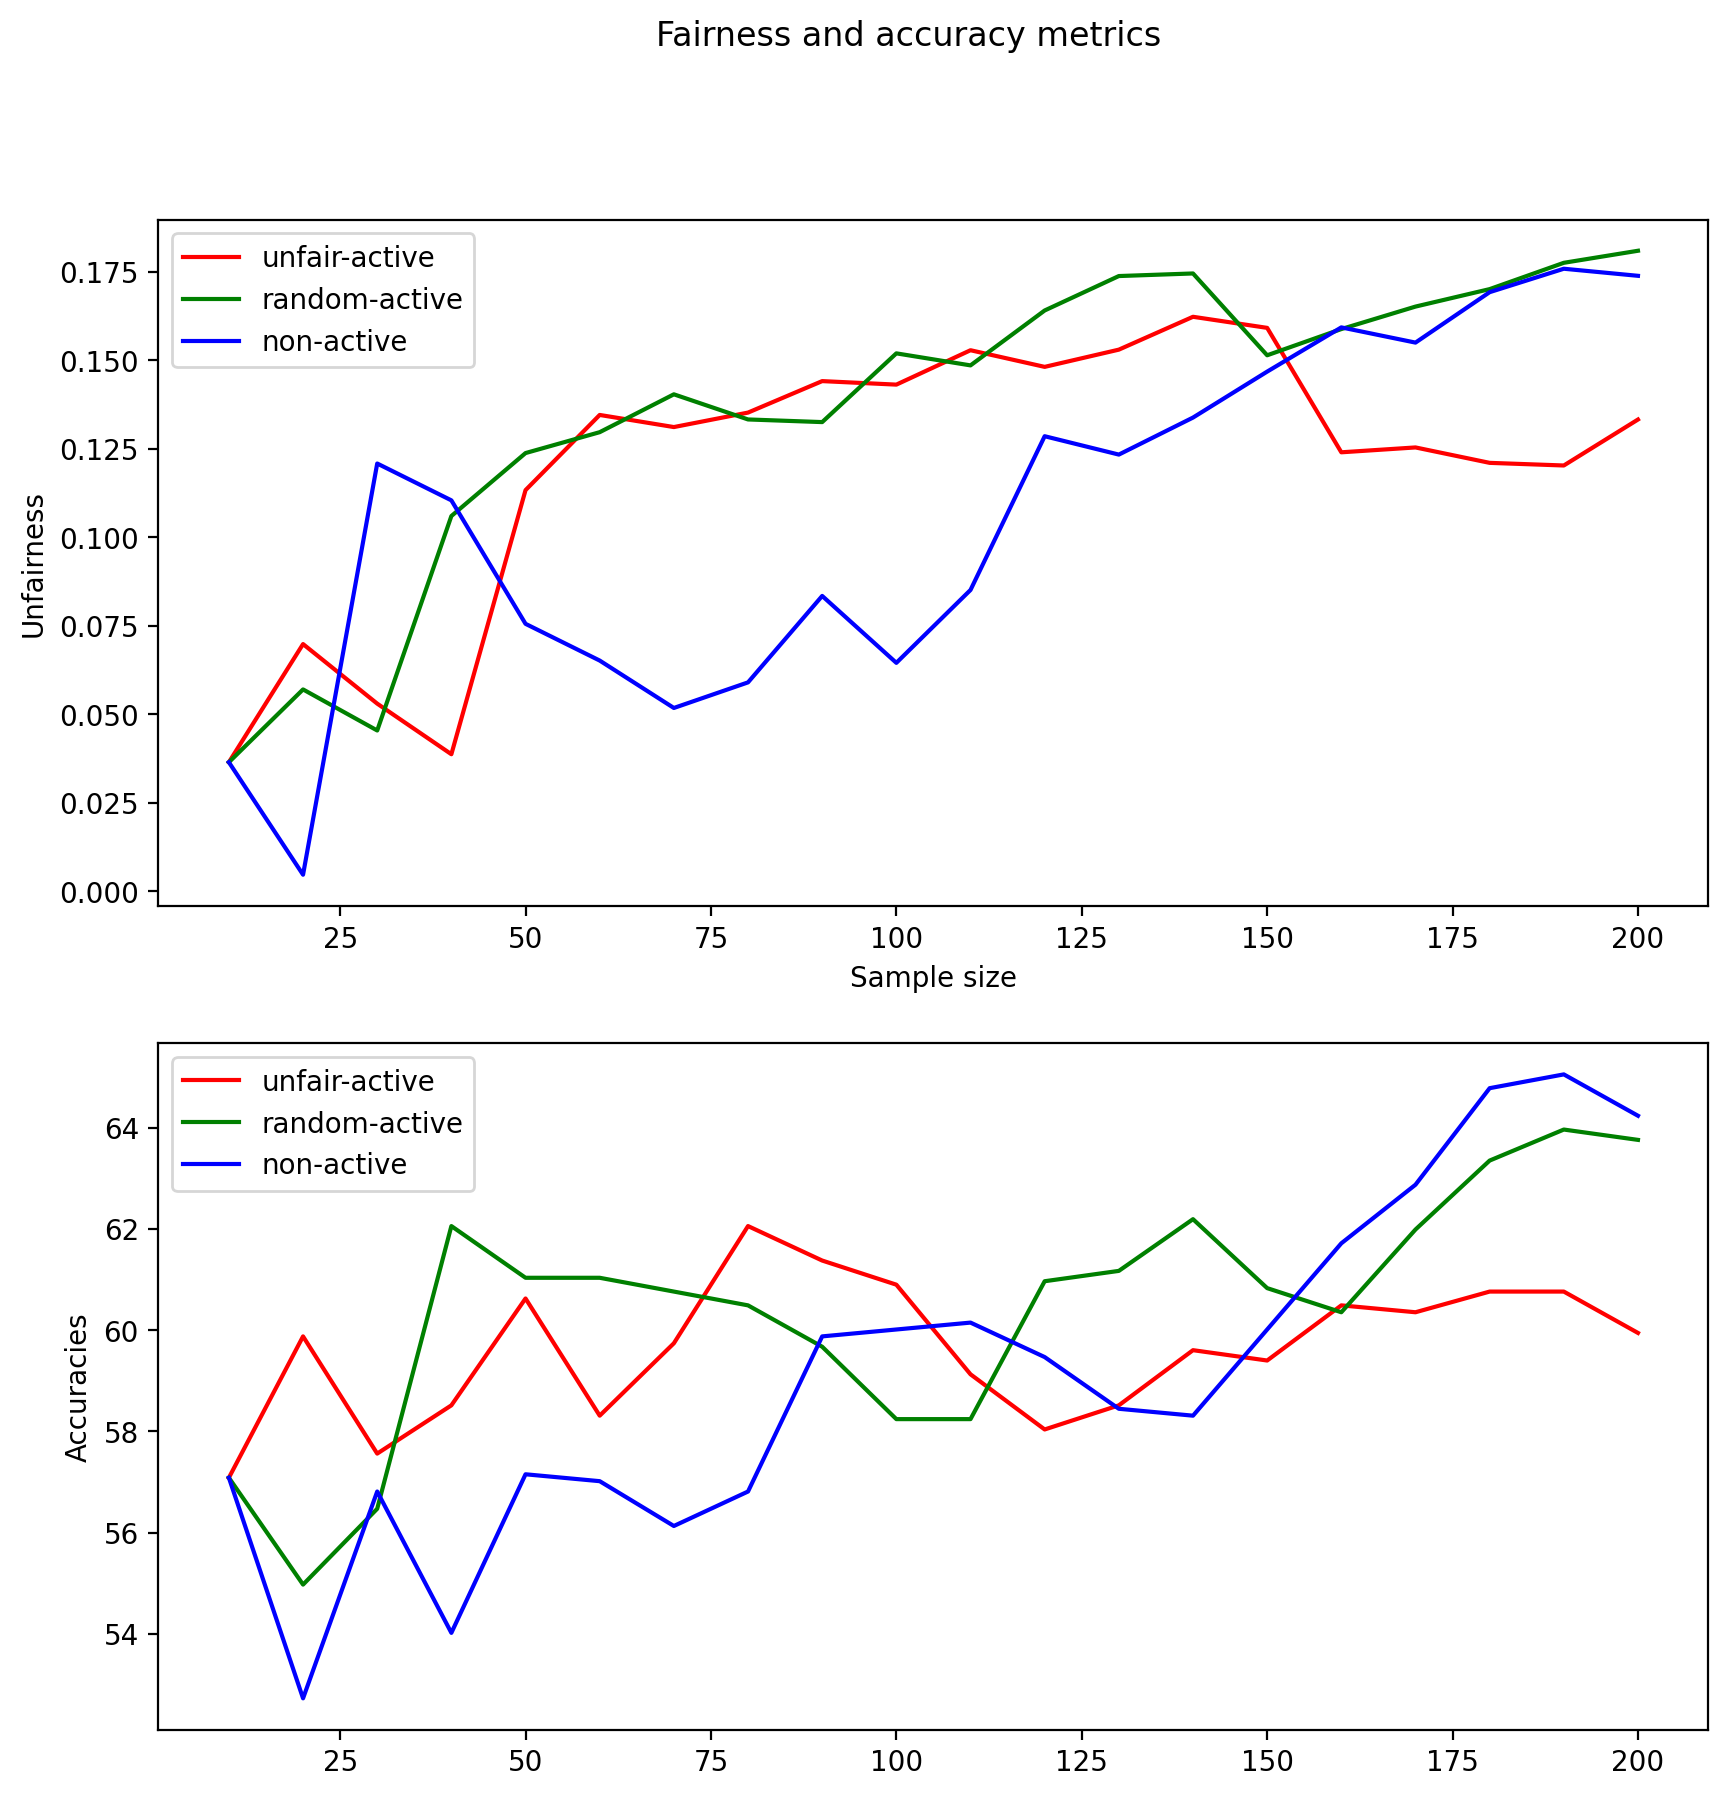 Fairness and accuracy metrics
unfair-active
random-active
non-active
0.175
0.150
0.125
0.100
0.075
0.050
0.025
0.000
Unfairness
25 50 75 100 125 150 175 200
Sample size
unfair-active
random-active
non-active
64
62
60
58
56
54
Accuracies
25 50 75 100 125 150 175 200